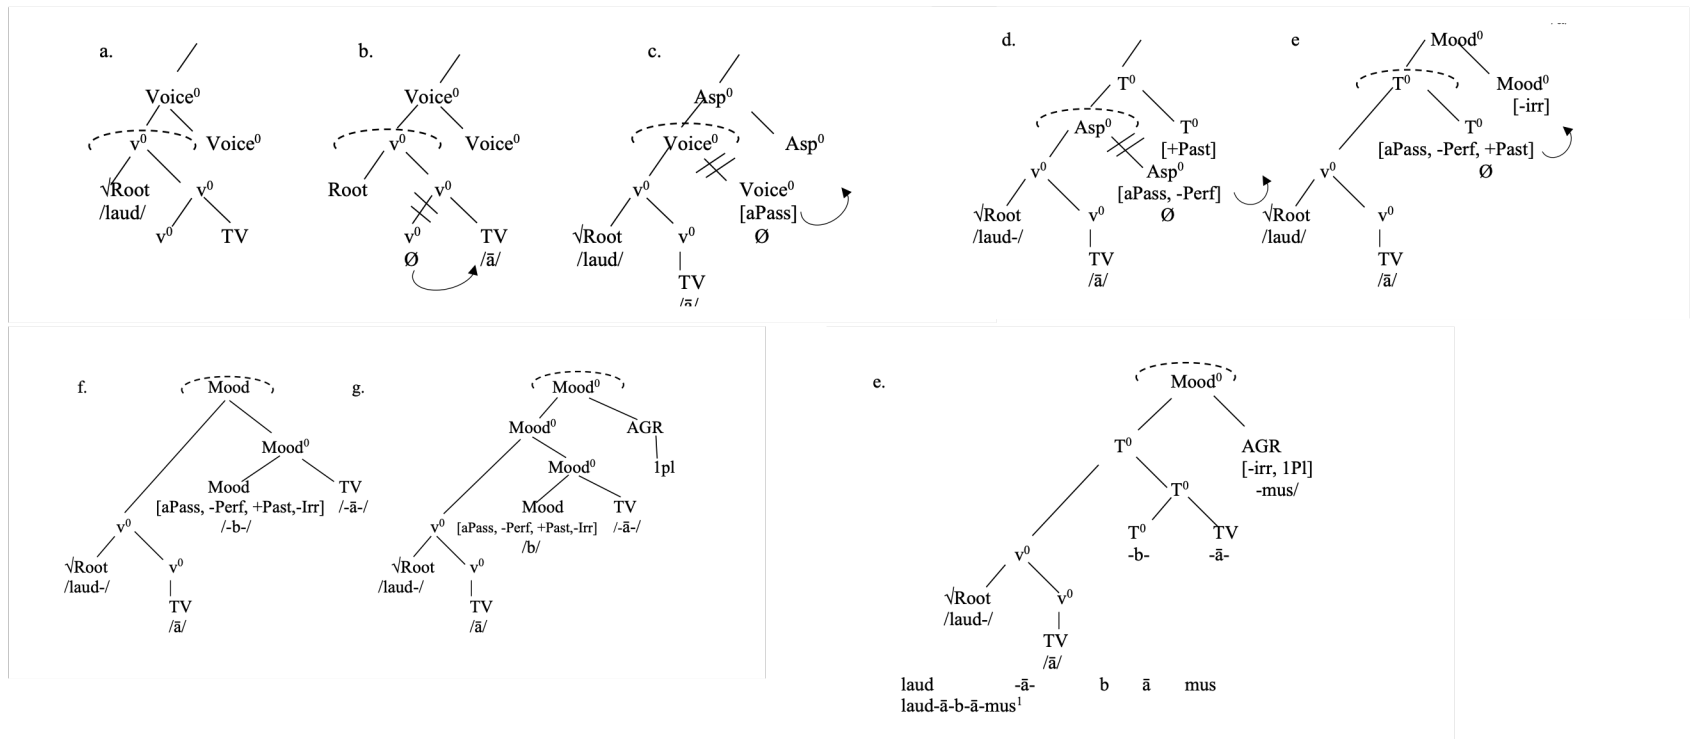 a.
Voice⁰
v⁰ Voice⁰
√Root v⁰
/laud/
v⁰ TV
b.
Voice⁰
v⁰ Voice⁰
Root v⁰
v⁰ TV
Ø /ā/
c.
Asp⁰
Voice⁰ Asp⁰
v⁰ Voice⁰
[aPass]
√Root v⁰ Ø
/laud/
TV
/ā/
d.
T⁰
Asp⁰ T⁰
[+Past]
v⁰ Asp⁰
[aPass, -Perf]
√Root v⁰ Ø
/laud-/
TV
/ā/
e
Mood⁰
T⁰ Mood⁰
[-irr]
T⁰
[aPass, -Perf, +Past]
v⁰ Ø
√Root v⁰
/laud/
TV
/ā/
f.
Mood
Mood⁰
Mood TV
[aPass, -Perf, +Past,-Irr] /-ā-/
v⁰ /-b-/
√Root v⁰
/laud-/
TV
/ā/
g.
Mood⁰
Mood⁰ AGR
Mood⁰ 1pl
Mood TV
v⁰ [aPass, -Perf, +Past,-Irr] /-ā-/
/b/
√Root v⁰
/laud-/
TV
/ā/
e.
Mood⁰
T⁰ AGR
[-irr, 1Pl]
T⁰ -mus/
T⁰ TV
v⁰ -b- -ā-
√Root v⁰
/laud-/
TV
/ā/
laud -ā- b ā mus
laud-ā-b-ā-mus¹